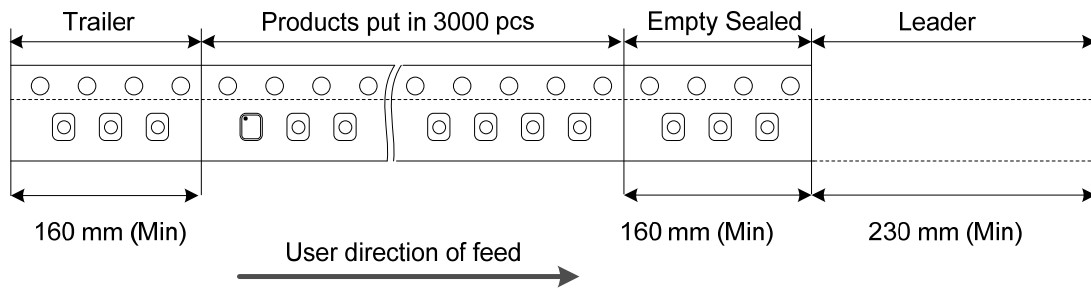 Trailer
Products put in 3000 pcs
Empty Sealed
Leader
160 mm (Min)
160 mm (Min)
230 mm (Min)
User direction of feed